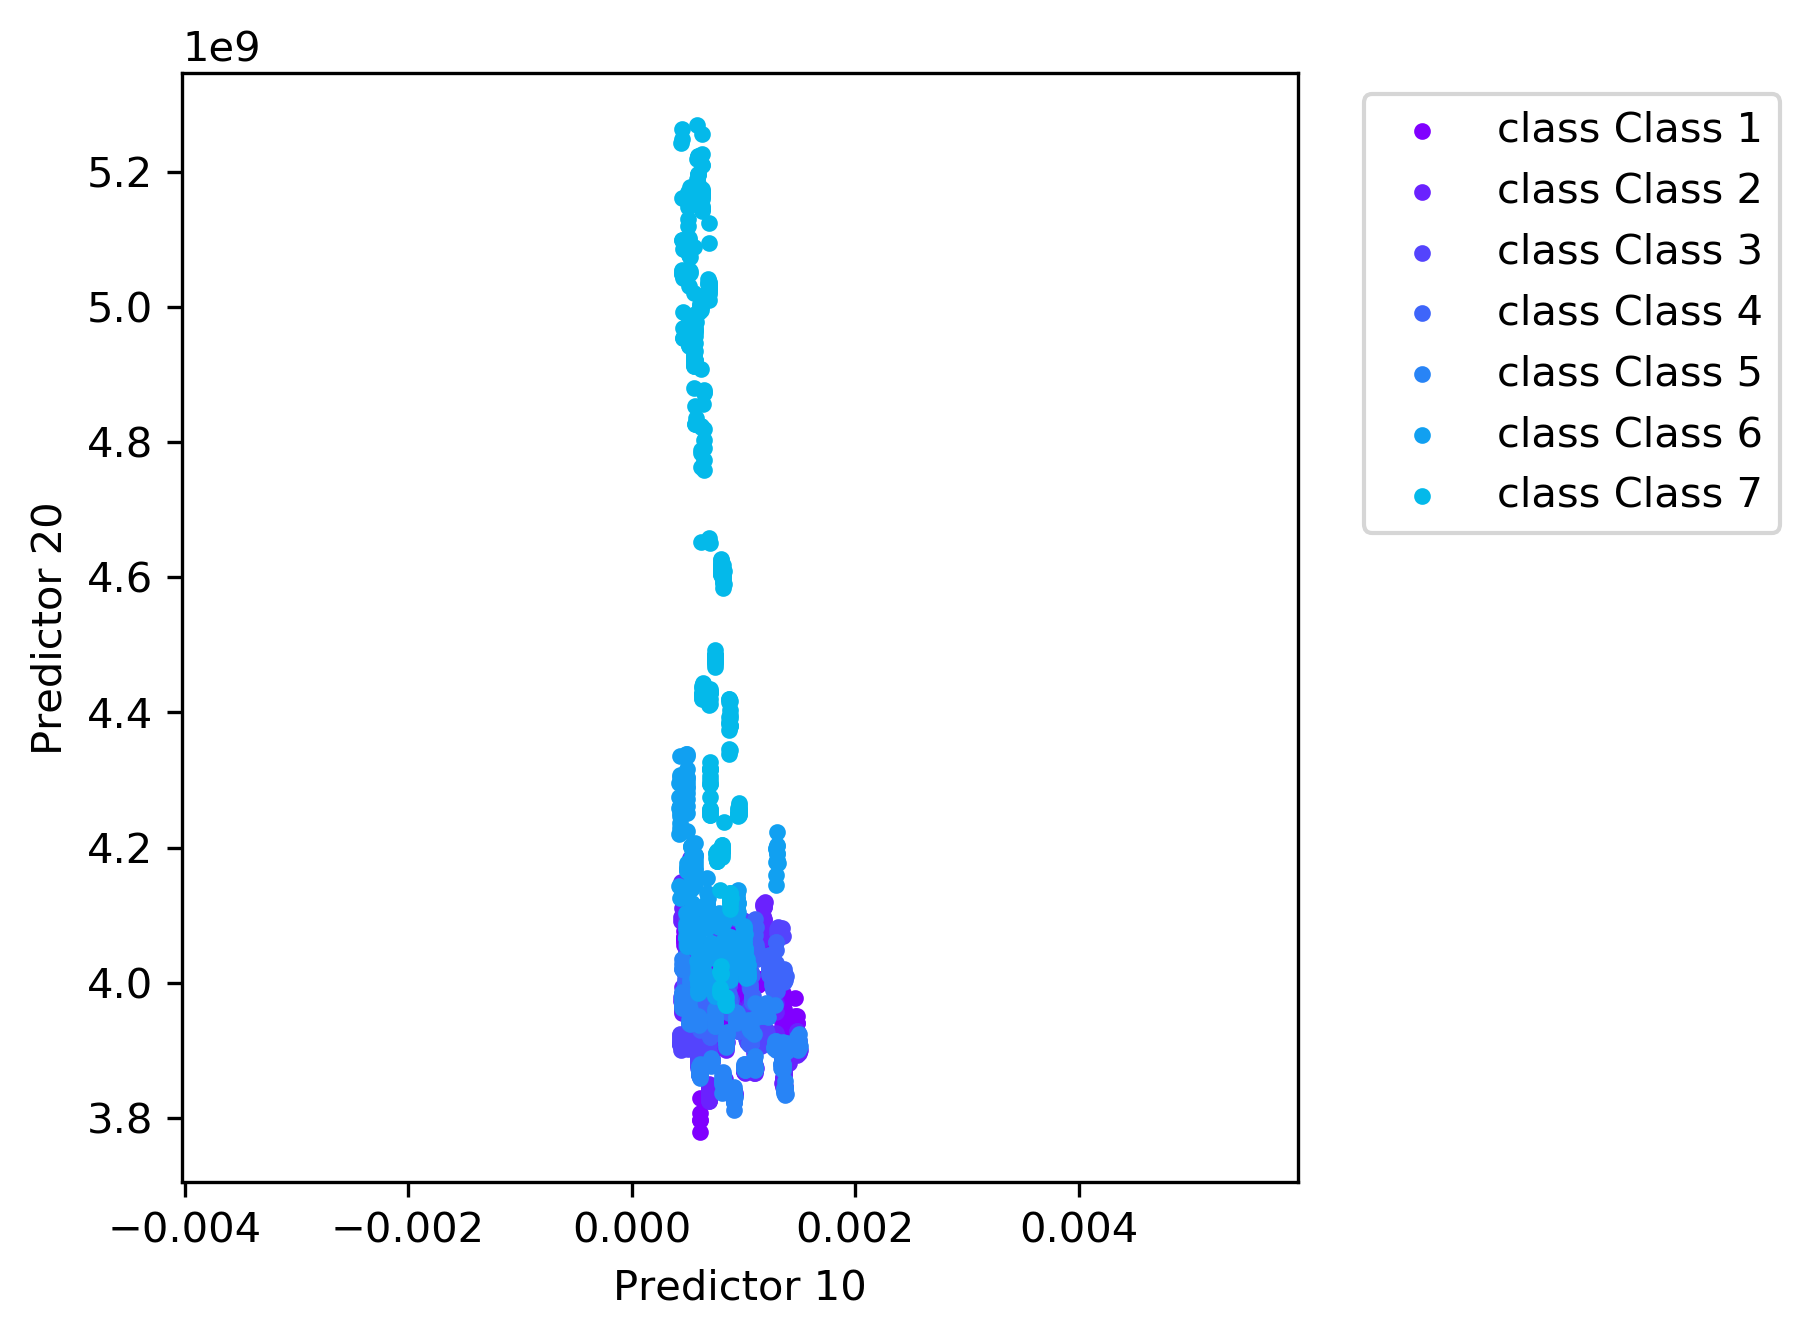 1e9
5.2
5.0
4.8
4.6
4.4
4.2
4.0
3.8
Predictor 20
−0.004 −0.002 0.000 0.002 0.004
Predictor 10
class Class 1
class Class 2
class Class 3
class Class 4
class Class 5
class Class 6
class Class 7